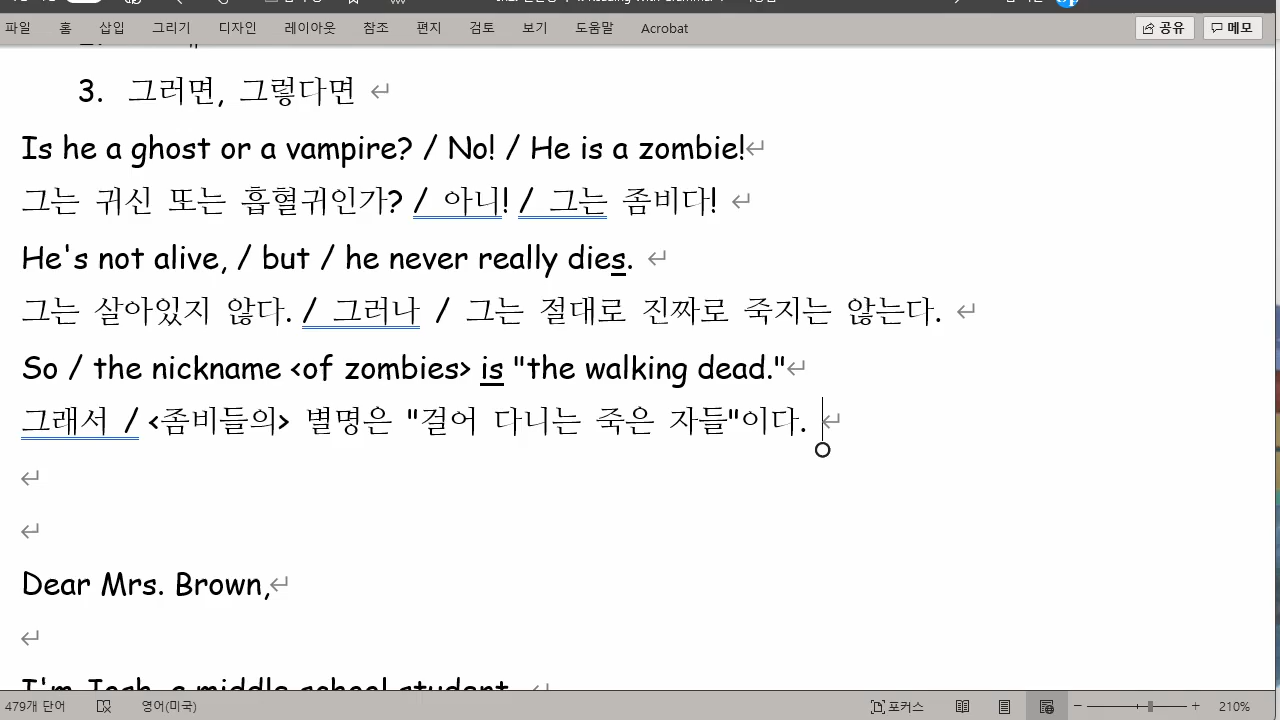 파일 홈 삽입 그리기 디자인 레이아웃 참조 편지 검토 보기 도움말 Acrobat 공유 메모
3. 그러면, 그렇다면
Is he a ghost or a vampire? / No! / He is a zombie!
그는 귀신 또는 흡혈귀인가? / 아니! / 그는 좀비다!
He's not alive, / but / he never really dies.
그는 살아있지 않다. / 그러나 / 그는 절대로 진짜로 죽지는 않는다.
So / the nickname <of zombies> is "the walking dead."
그래서 / <좀비들의> 별명은 "걸어 다니는 죽은 자들"이다.
Dear Mrs. Brown,
I'm Josh, a middle school student.
479개 단어 영어(미국) 포커스 210%